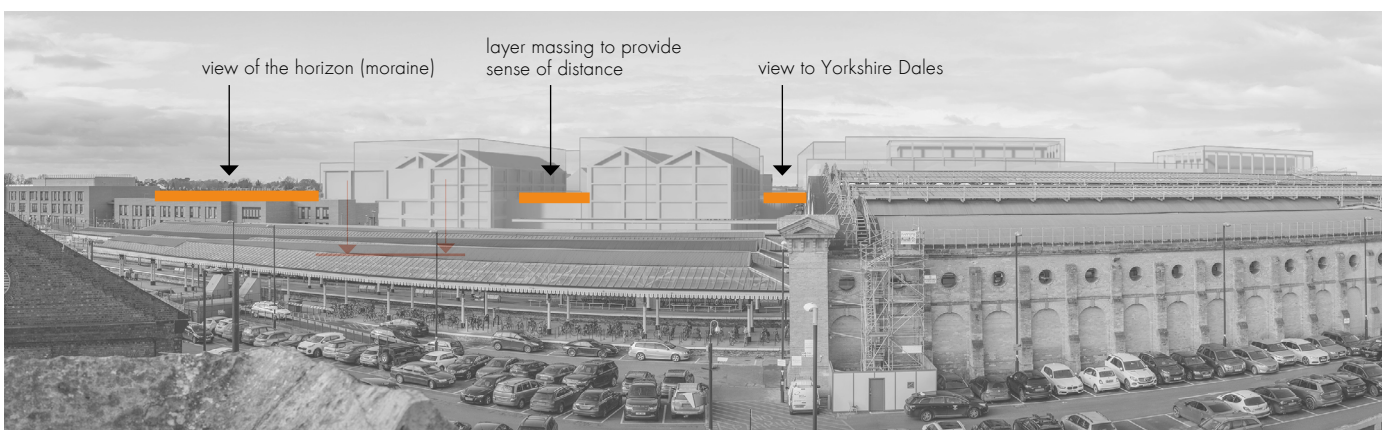 view of the horizon (moraine)
layer massing to provide
sense of distance
view to Yorkshire Dales